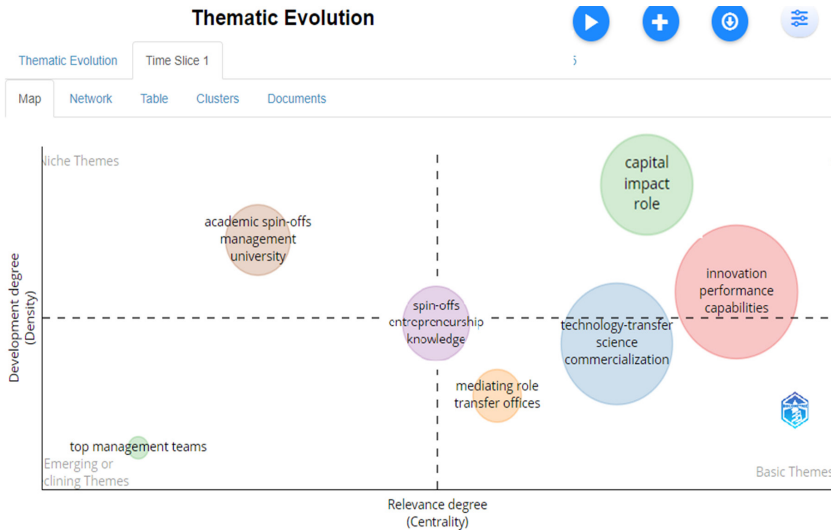 Thematic Evolution
Thematic Evolution
Time Slice 1
Map
Network
Table
Clusters
Documents
Niche Themes
capital
impact
role
academic spin-offs
management
university
innovation
performance
capabilities
spin-offs
entrepreneurship
knowledge
technology-transfer
science
commercialization
mediating role
transfer offices
top management teams
Emerging or
clining Themes
Basic Themes
Development degree
(Density)
Relevance degree
(Centrality)